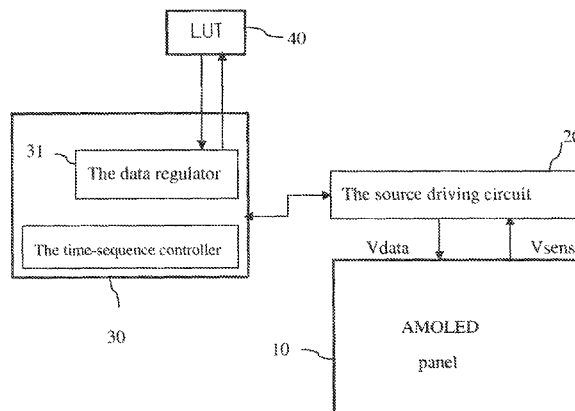 LUT
40
31
The data regulator
20
The source driving circuit
The time-sequence controller
Vdata
Vsens
30
10
AMOLED
panel